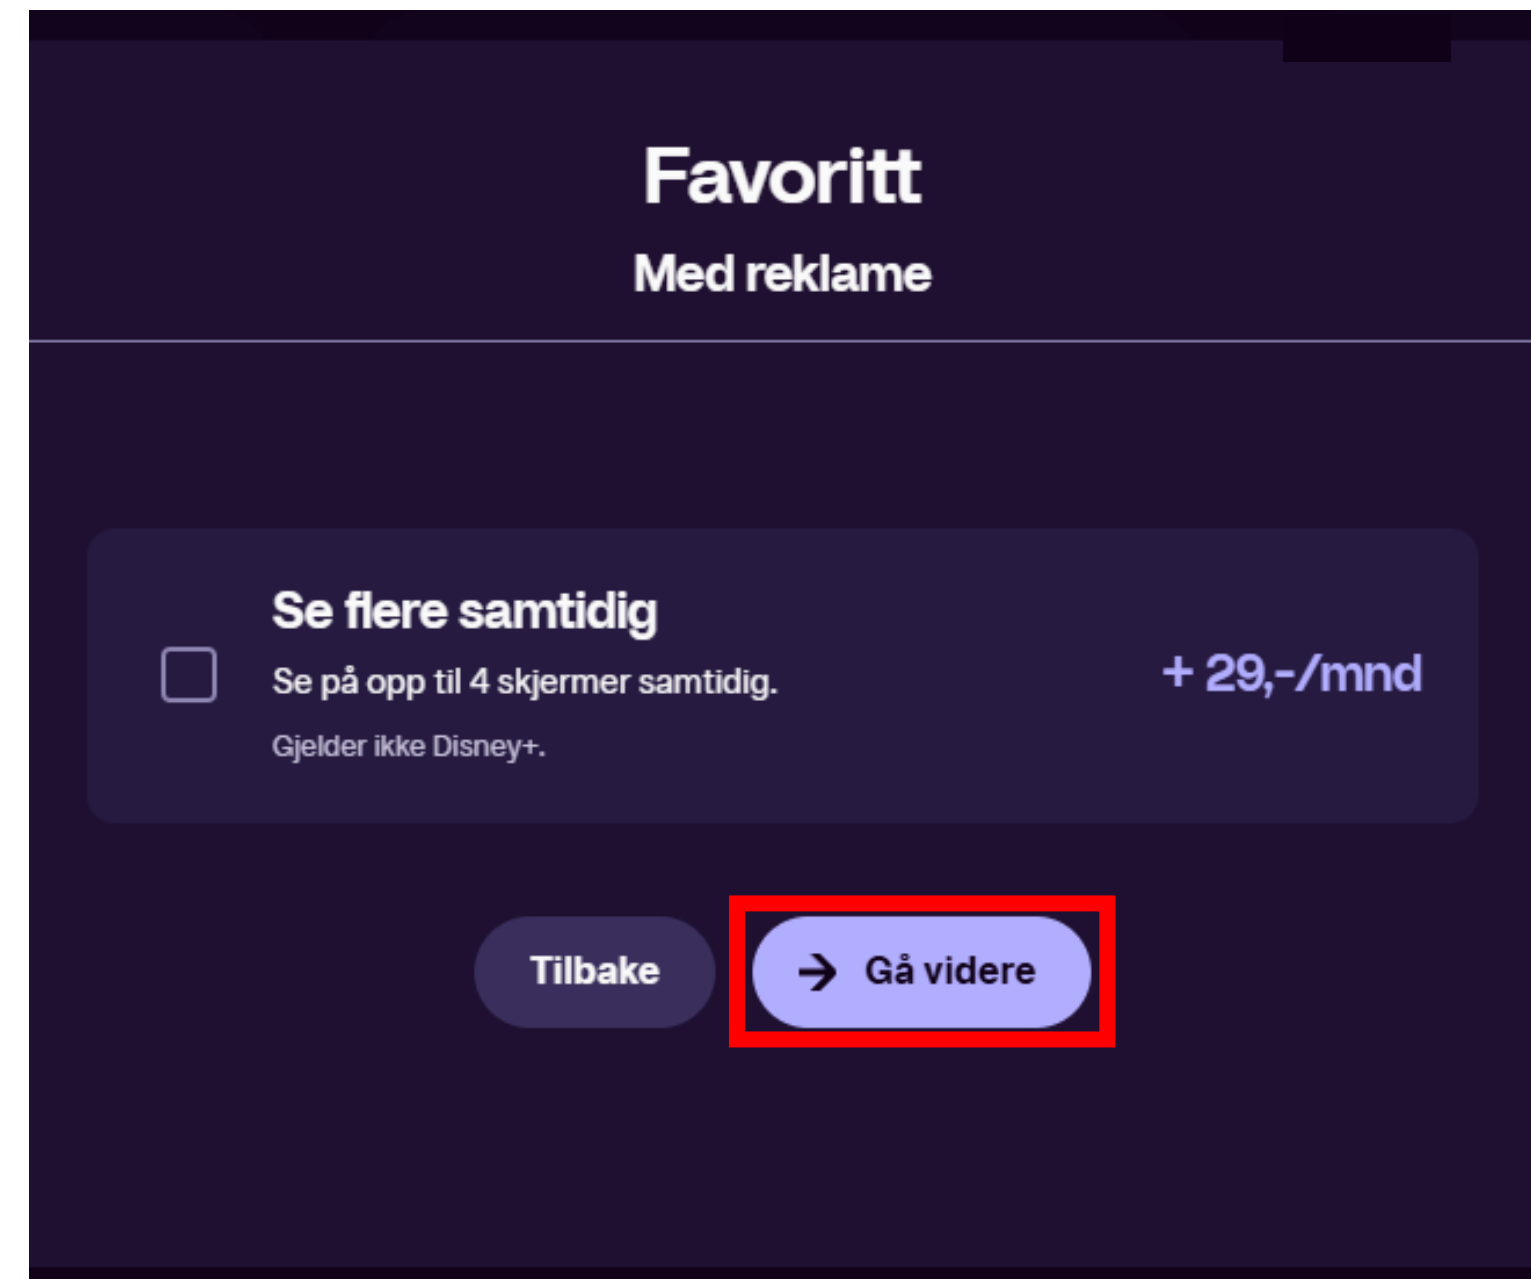 Favoritt
Med reklame
Se flere samtidig
Se på opp til 4 skjermer samtidig.
Gjelder ikke Disney+.
+ 29,-/mnd
Tilbake
→ Gå videre